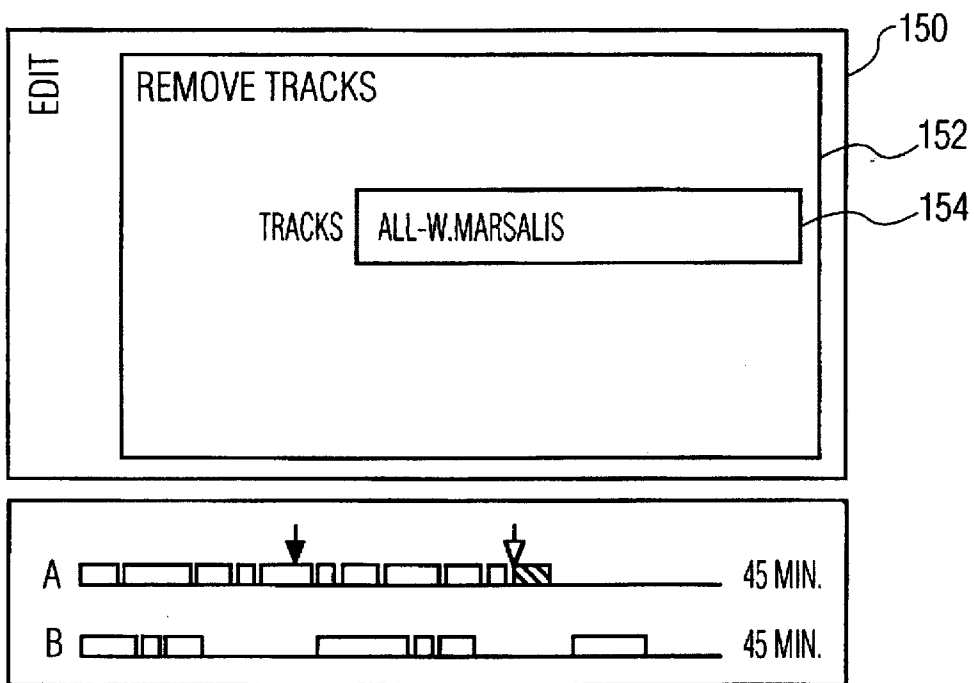 150
EDIT
REMOVE TRACKS
152
TRACKS ALL-W.MARSALIS
154
A 45 MIN.
B 45 MIN.